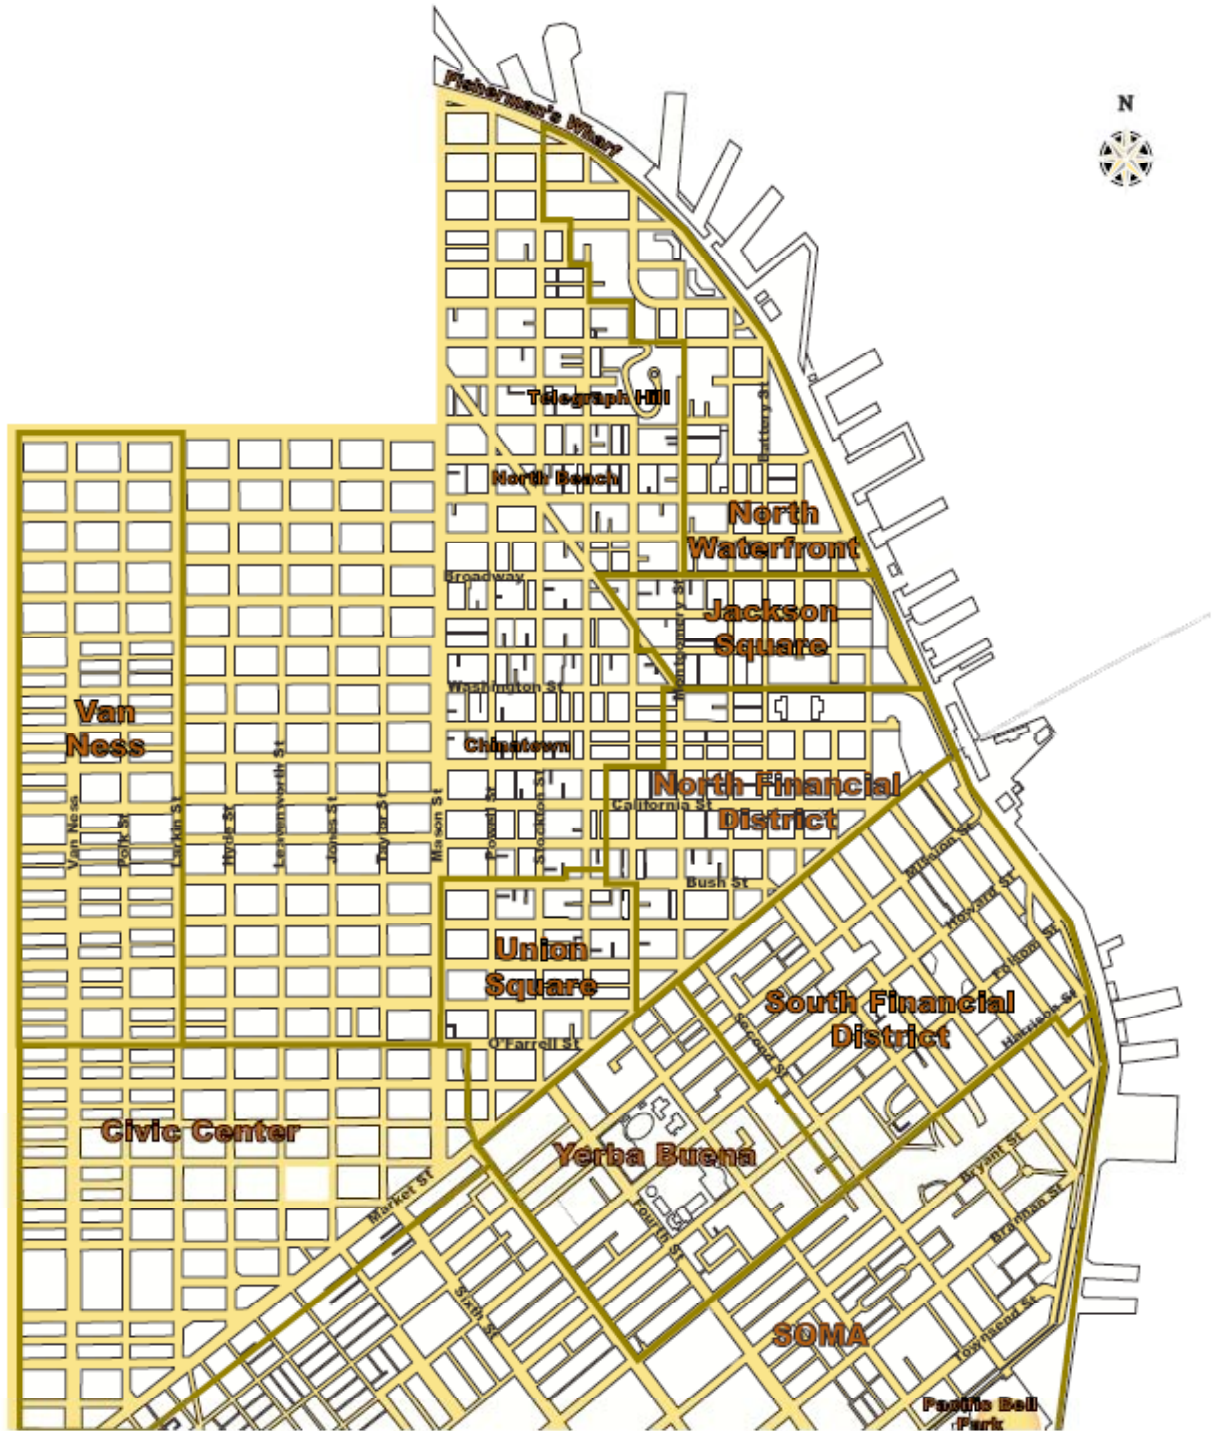 N
Fisherman's Wharf
Telegraph Hill
Battery St
North Beach
North
Waterfront
Broadway
Jackson
Square
Montgomery St
Washington St
Van
Ness
Chinatown
North Financial
District
California St
Van Ness
Polk St
Larkin St
Hyde St
Leavenworth St
Jones St
Taylor St
Mason St
Powell St
Stockton St
Mission St
Bush St
Howard St
Union
Square
Folsom St
South Financial
District
Harrison St
Second St
O'Farrell St
Civic Center
Yerba Buena
Bryant St
Market St
Brannan St
Fourth St
Sixth St
SOMA
Townsend St
Pacific Bell
Park